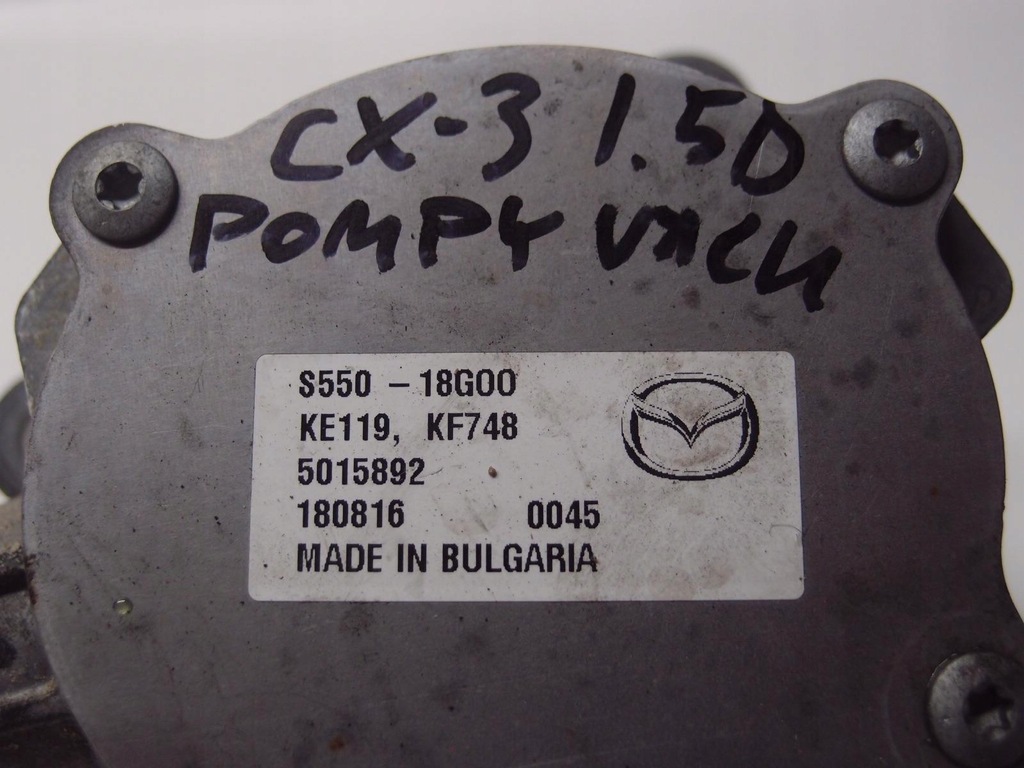 CX-3 1.5D
POMPY VACU
S550 - 18G00
KE119, KF748
5015892
180816 0045
MADE IN BULGARIA